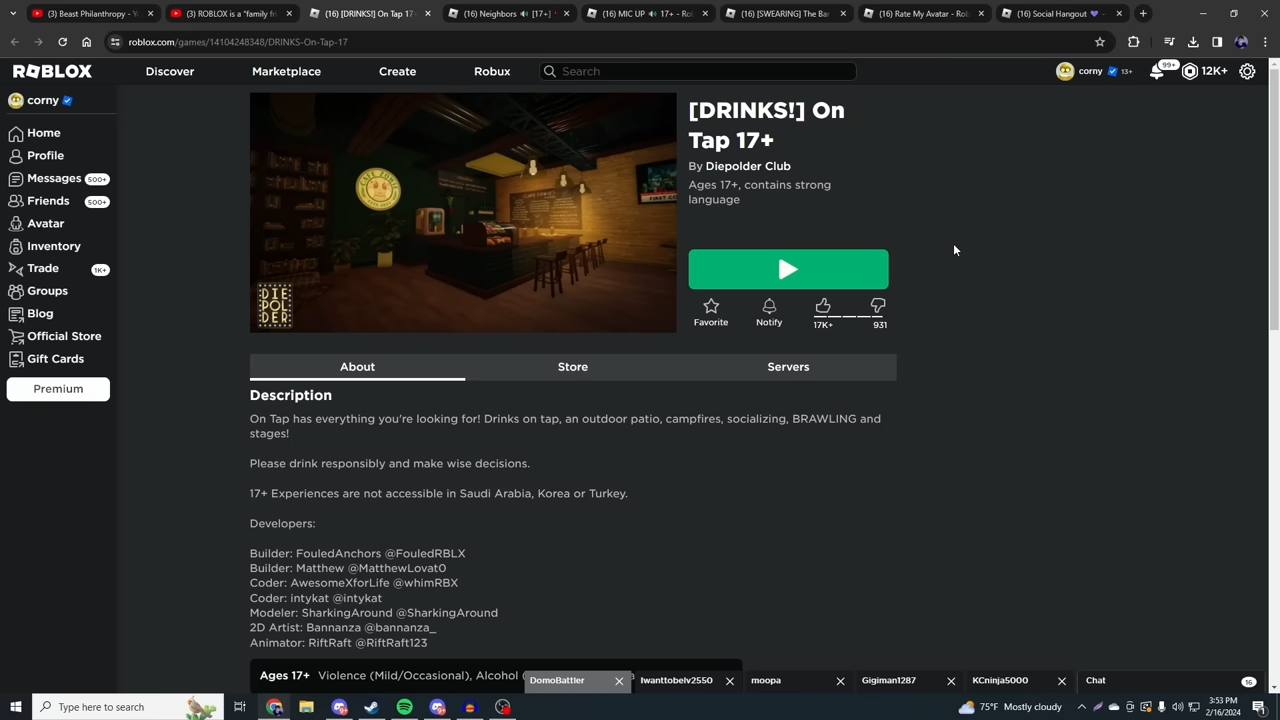 (3) Beast Philanthropy - Y
(3) ROBLOX is a "family fr
(16) [DRINKS!] On Tap 17+
(16) Neighbors 🔊 [17+]
(16) MIC UP 🔊 17+ - Ro
(16) [SWEARING] The Ba
(16) Rate My Avatar - Rob
(16) Social Hangout 💜 -
roblox.com/games/14104248348/DRINKS-On-Tap-17
ROBLOX
Discover
Marketplace
Create
Robux
Search
corny 13+
99+
12K+
corny
Home
Profile
Messages 500+
Friends 500+
Avatar
Inventory
Trade 1K+
Groups
Blog
Official Store
Gift Cards
Premium
DIE
POL
DER
[DRINKS!] On
Tap 17+
By Diepolder Club
Ages 17+, contains strong
language
Favorite
Notify
17K+
931
About
Store
Servers
Description
On Tap has everything you're looking for! Drinks on tap, an outdoor patio, campfires, socializing, BRAWLING and
stages!
Please drink responsibly and make wise decisions.
17+ Experiences are not accessible in Saudi Arabia, Korea or Turkey.
Developers:
Builder: FouledAnchors @FouledRBLX
Builder: Matthew @MatthewLovat0
Coder: AwesomeXforLife @whimRBX
Coder: intykat @intykat
Modeler: SharkingAround @SharkingAround
2D Artist: Bannanza @bannanza_
Animator: RiftRaft @RiftRaft123
Ages 17+ Violence (Mild/Occasional), Alcohol (
DomoBattler
Iwanttobelv2550
moopa
Gigiman1287
KCninja5000
Chat
16
Type here to search
75°F Mostly cloudy
3:53 PM
2/16/2024